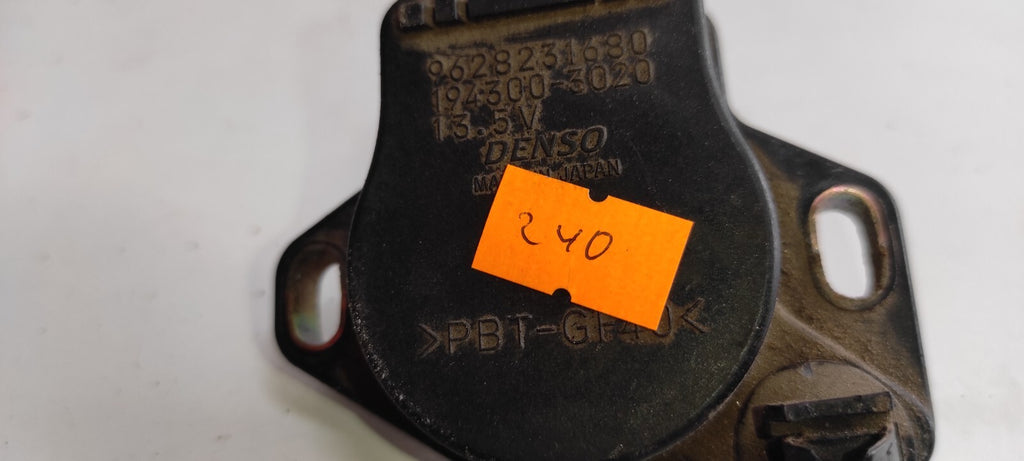 9628231680
194300-3020
13.5V
DENSO
JAPAN
240
>PBT-GF40<